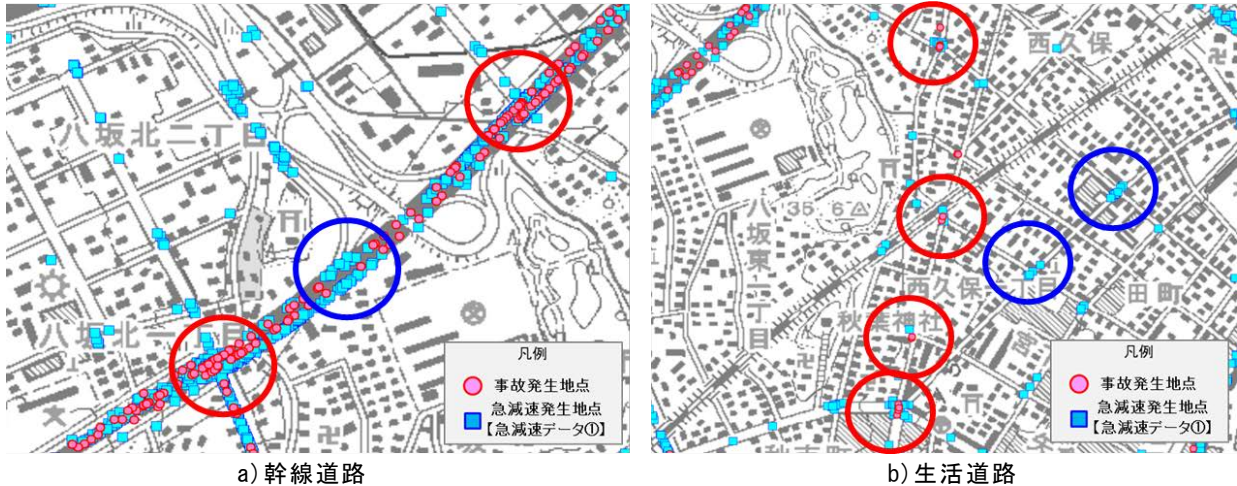 八坂北二丁目
八坂北一丁目
凡例
事故発生地点
急減速発生地点
【急減速データ①】
a)幹線道路
西久保
35.6
八坂東二丁目
西久保二丁目
田町
秋葉神社
凡例
事故発生地点
急減速発生地点
【急減速データ①】
b)生活道路